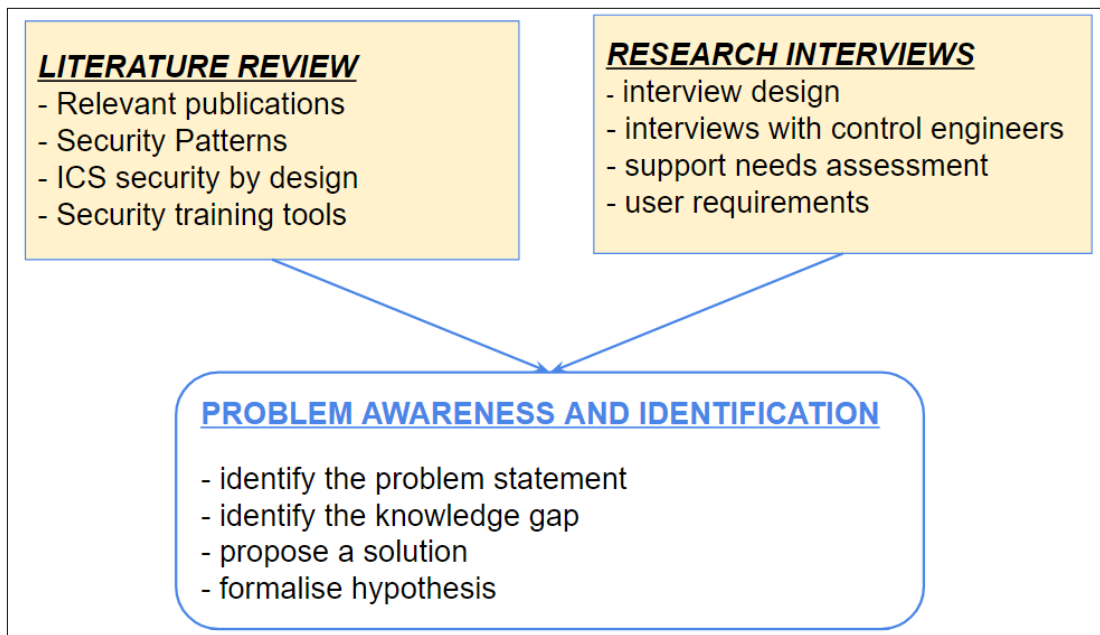 LITERATURE REVIEW
- Relevant publications
- Security Patterns
- ICS security by design
- Security training tools
RESEARCH INTERVIEWS
- interview design
- interviews with control engineers
- support needs assessment
- user requirements
PROBLEM AWARENESS AND IDENTIFICATION
- identify the problem statement
- identify the knowledge gap
- propose a solution
- formalise hypothesis